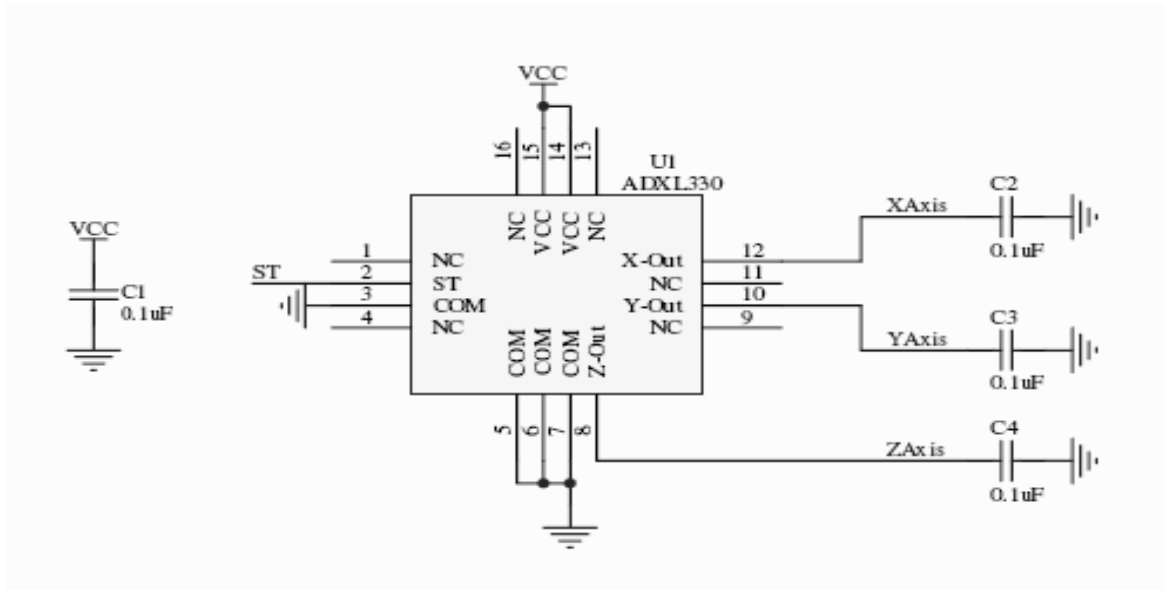 VCC
16
15
14
13
U1
ADXL330
NC
VCC
VCC
NC
C2
XAxis
0.1uF
VCC
C1
0.1uF
ST
1
2
3
4
NC
ST
COM
NC
X-Out
NC
Y-Out
NC
12
11
10
9
C3
YAxis
0.1uF
COM
COM
COM
Z-Out
5
6
7
8
C4
ZAxis
0.1uF